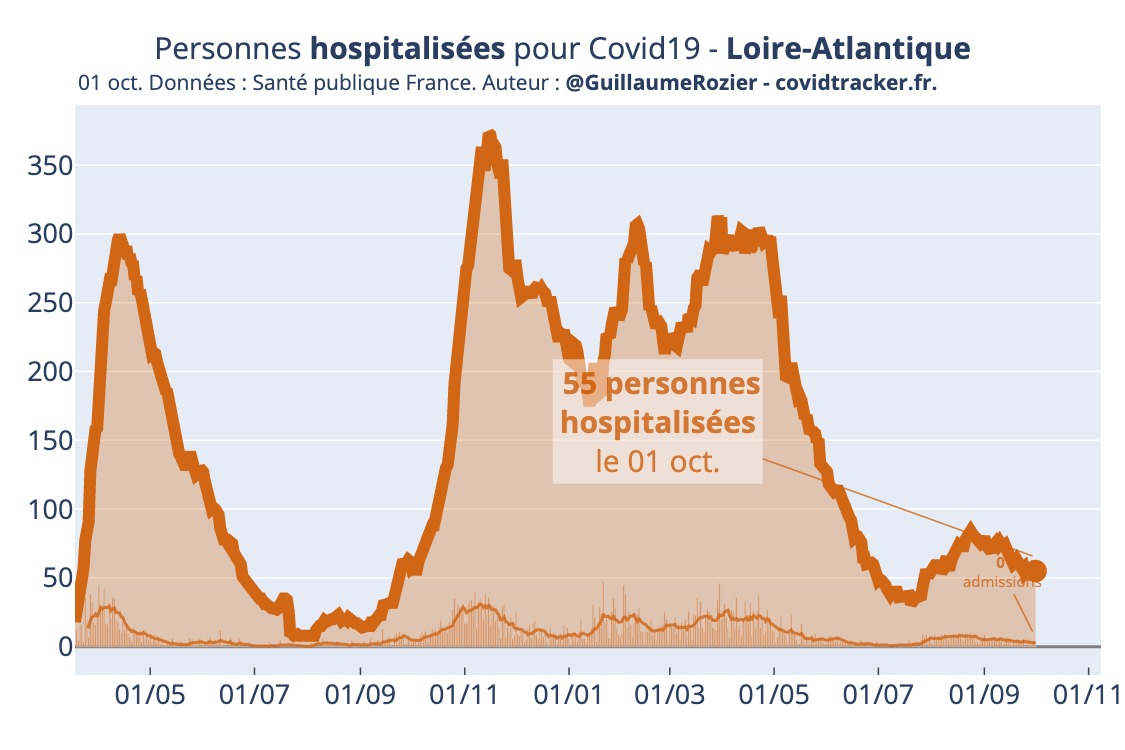 Personnes hospitalisées pour Covid19 - Loire-Atlantique
01 oct. Données : Santé publique France. Auteur : @GuillaumeRozier - covidtracker.fr.
350
300
250
200
150
100
50
0
55 personnes
hospitalisées
le 01 oct.
0
admissions
01/05 01/07 01/09 01/11 01/01 01/03 01/05 01/07 01/09 01/11